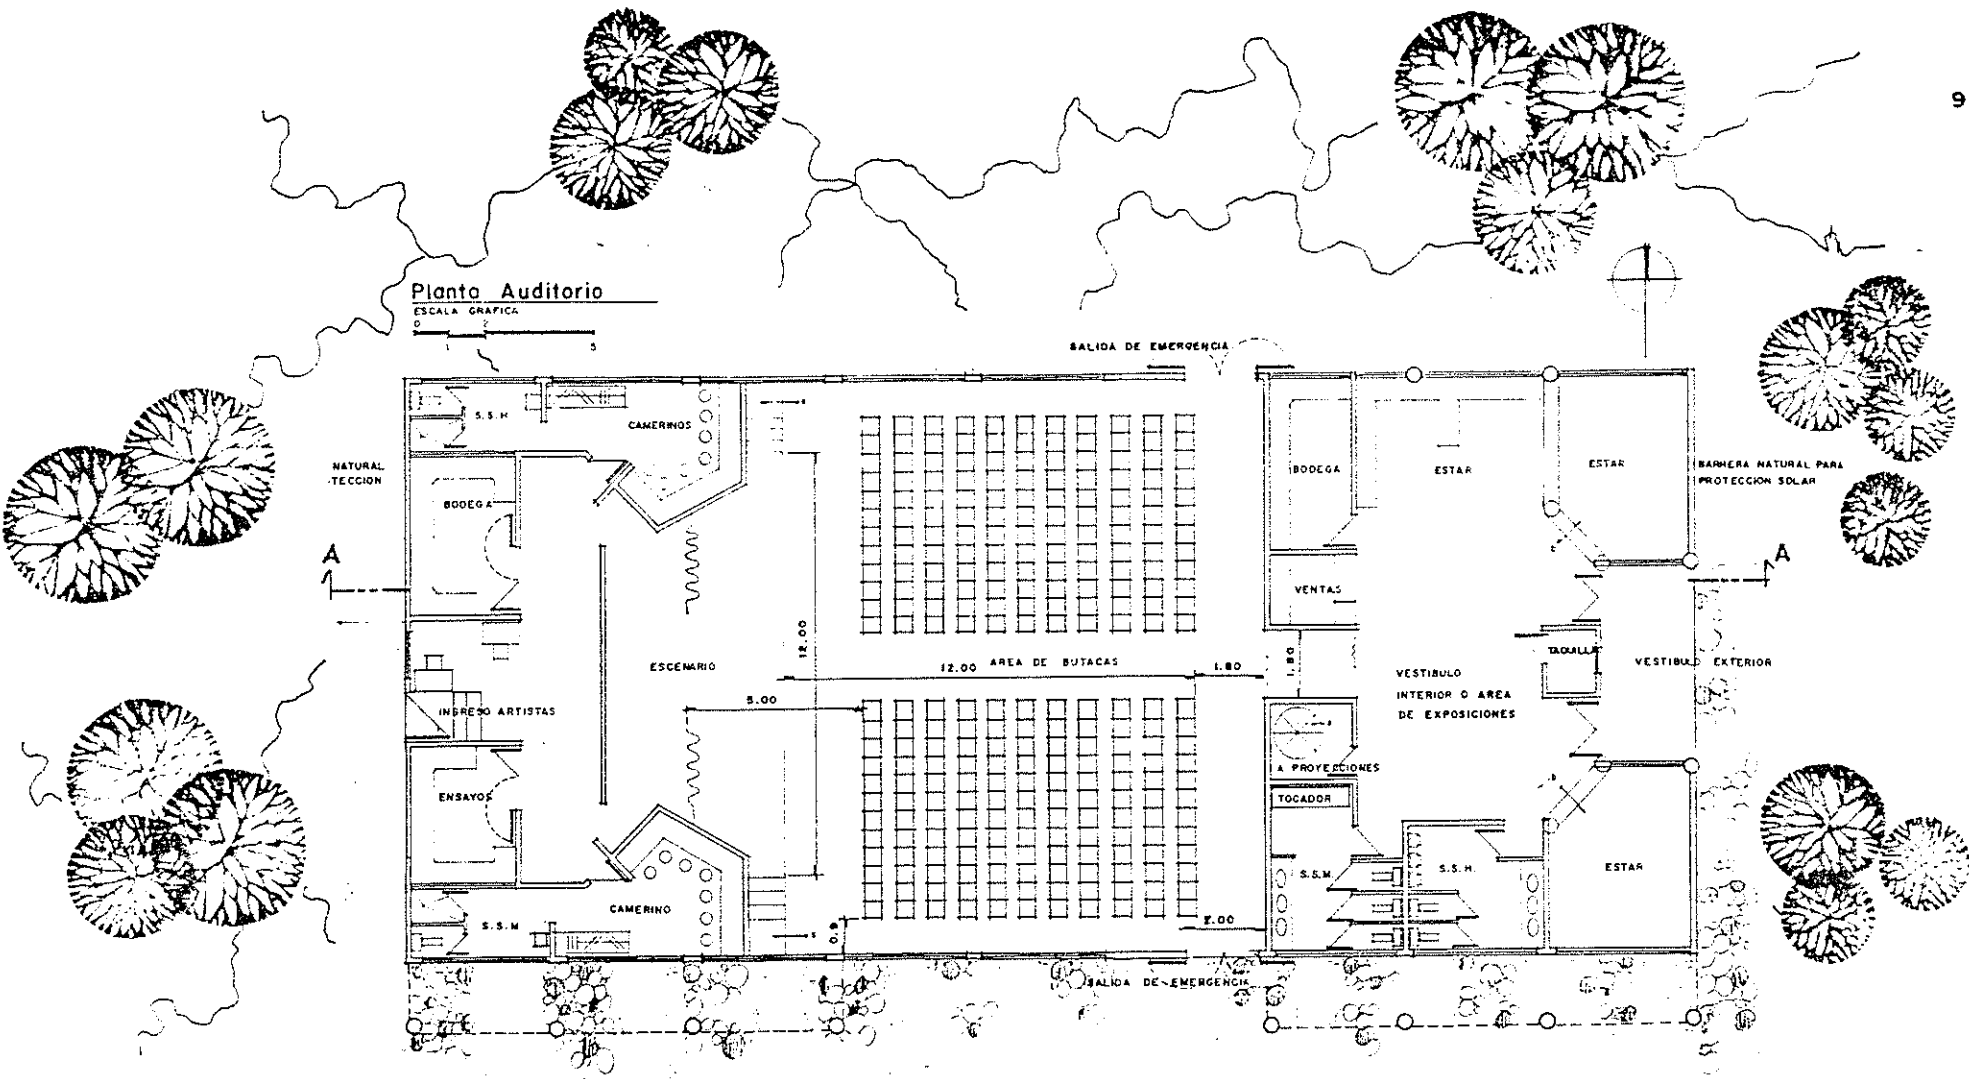 9
Planta Auditorio
ESCALA GRAFICA
0 2
1 5
SALIDA DE EMERGENCIA
S.S.H
CAMERINOS
NATURAL
TECCION
BODEGA
BODEGA
ESTAR
ESTAR
BARRERA NATURAL PARA
PROTECCION SOLAR
A
A
VENTAS
12.00
ESCENARIO
12.00 AREA DE BUTACAS
1.80
1.80
TAQUILLA
VESTIBULO EXTERIOR
VESTIBULO
INTERIOR O AREA
DE EXPOSICIONES
5.00
INGRESO ARTISTAS
A PROYECCIONES
ENSAYOS
TOCADOR
S.S.M.
S.S.H.
ESTAR
CAMERINO
S.S.M
2.00
SALIDA DE EMERGENCIA